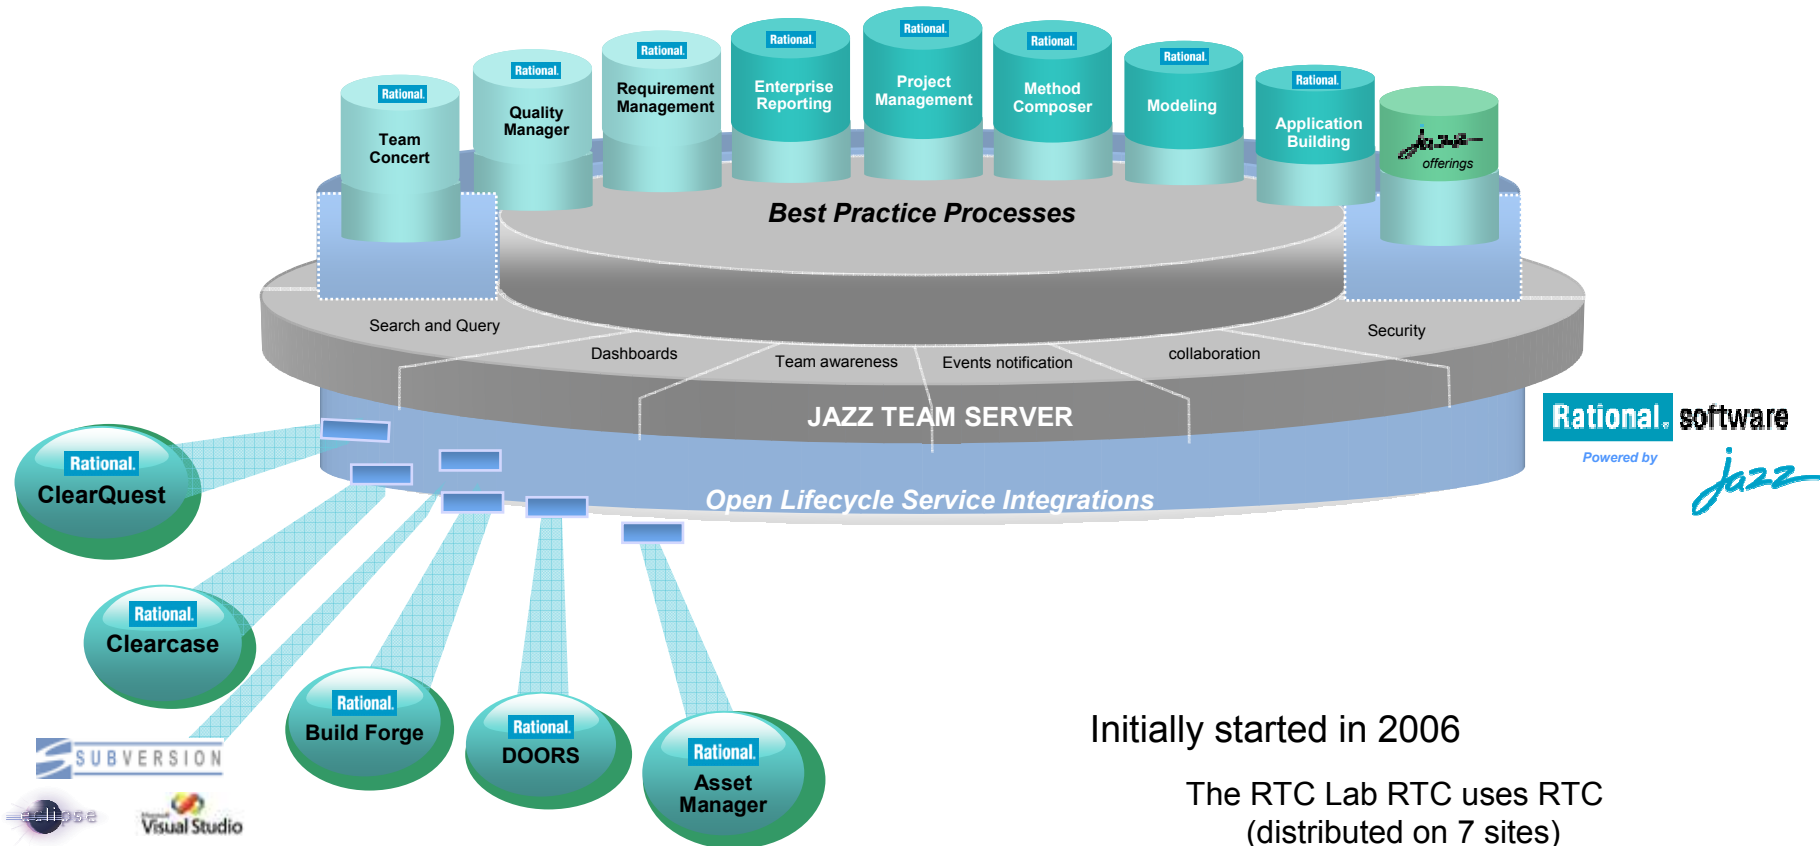 Rational.
Team
Concert
Rational.
Quality
Manager
Rational.
Requirement
Management
Rational.
Enterprise
Reporting
Rational.
Project
Management
Rational.
Method
Composer
Rational.
Modeling
Rational.
Application
Building
jazz
offerings
Best Practice Processes
Search and Query
Dashboards
Team awareness
Events notification
collaboration
Security
JAZZ TEAM SERVER
Open Lifecycle Service Integrations
Rational. software
Powered by
jazz
Rational.
ClearQuest
Rational.
Clearcase
Rational.
Build Forge
Rational.
DOORS
Rational.
Asset
Manager
SUBVERSION
eclipse
Microsoft
Visual Studio
Initially started in 2006
The RTC Lab RTC uses RTC
(distributed on 7 sites)